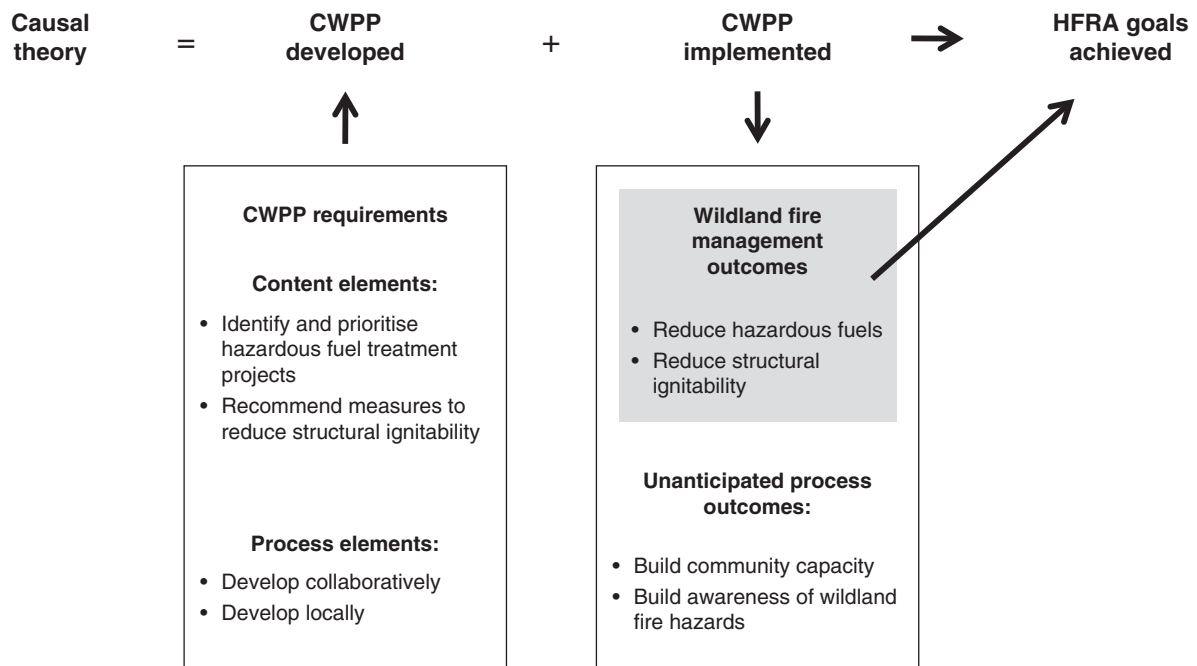 Causal
theory
=
CWPP
developed
+
CWPP
implemented
HFRA goals
achieved
CWPP requirements
Content elements:
• Identify and prioritise
hazardous fuel treatment
projects
• Recommend measures to
reduce structural ignitability
Process elements:
• Develop collaboratively
• Develop locally
Wildland fire
management
outcomes
• Reduce hazardous fuels
• Reduce structural
ignitability
Unanticipated process
outcomes:
• Build community capacity
• Build awareness of wildland
fire hazards